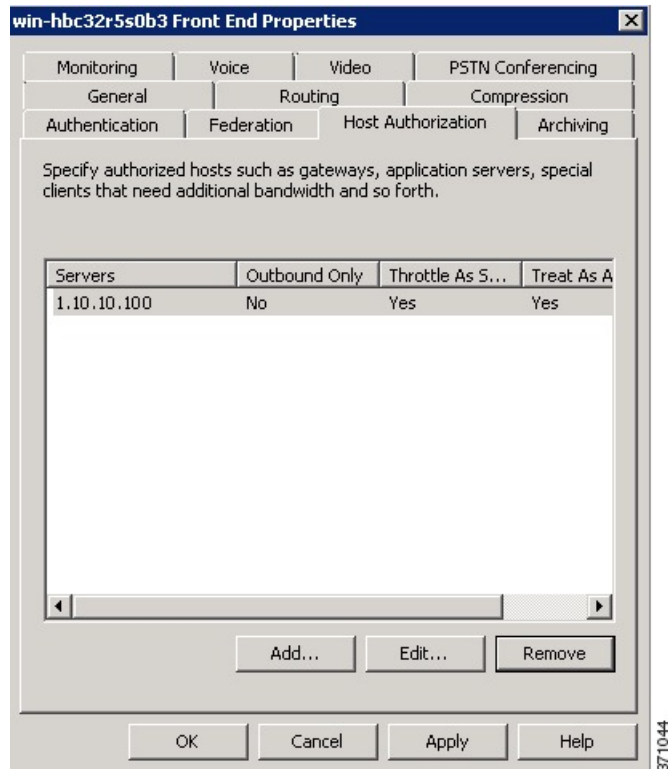 win-hbc32r5s0b3 Front End Properties
Monitoring Voice Video PSTN Conferencing
General Routing Compression
Authentication Federation Host Authorization Archiving
Specify authorized hosts such as gateways, application servers, special
clients that need additional bandwidth and so forth.
Servers Outbound Only Throttle As S... Treat As A
1.10.10.100 No Yes Yes
Add... Edit... Remove
OK Cancel Apply Help
371044